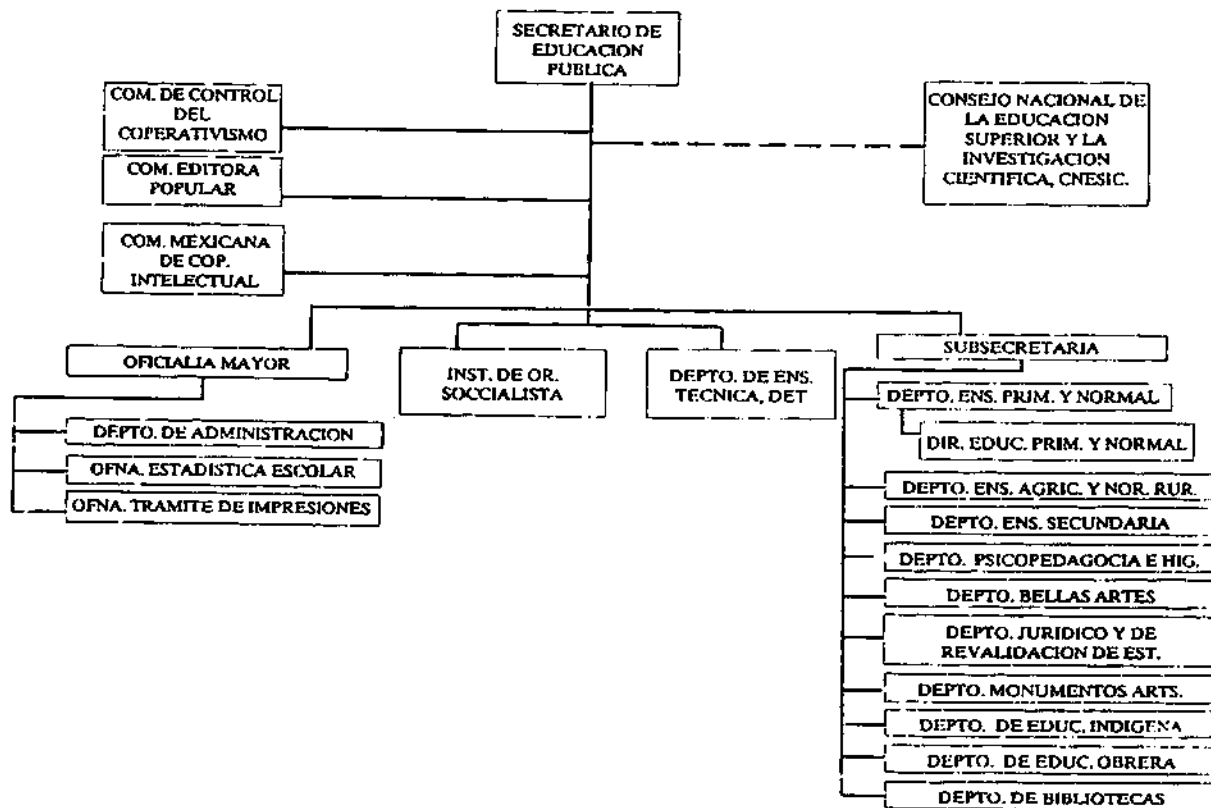 SECRETARIO DE
EDUCACION
PUBLICA
COM. DE CONTROL
DEL
COPERATIVISMO
CONSEJO NACIONAL DE
LA EDUCACION
SUPERIOR Y LA
INVESTIGACION
CIENTIFICA, CNESIC.
COM. EDITORA
POPULAR
COM. MEXICANA
DE COP.
INTELECTUAL
OFICIALIA MAYOR
INST. DE OR.
SOCCIALISTA
DEPTO. DE ENS.
TECNICA, DET
SUBSECRETARIA
DEPTO. DE ADMINISTRACION
OFNA. ESTADISTICA ESCOLAR
OFNA. TRAMITE DE IMPRESIONES
DEPTO. ENS. PRIM. Y NORMAL
DIR. EDUC. PRIM. Y NORMAL
DEPTO. ENS. AGRIC. Y NOR. RUR.
DEPTO. ENS. SECUNDARIA
DEPTO. PSICOPEDAGOCIA E HIG.
DEPTO. BELLAS ARTES
DEPTO. JURIDICO Y DE
REVALIDACION DE EST.
DEPTO. MONUMENTOS ARTS.
DEPTO. DE EDUC. INDIGENA
DEPTO. DE EDUC. OBRERA
DEPTO. DE BIBLIOTECAS